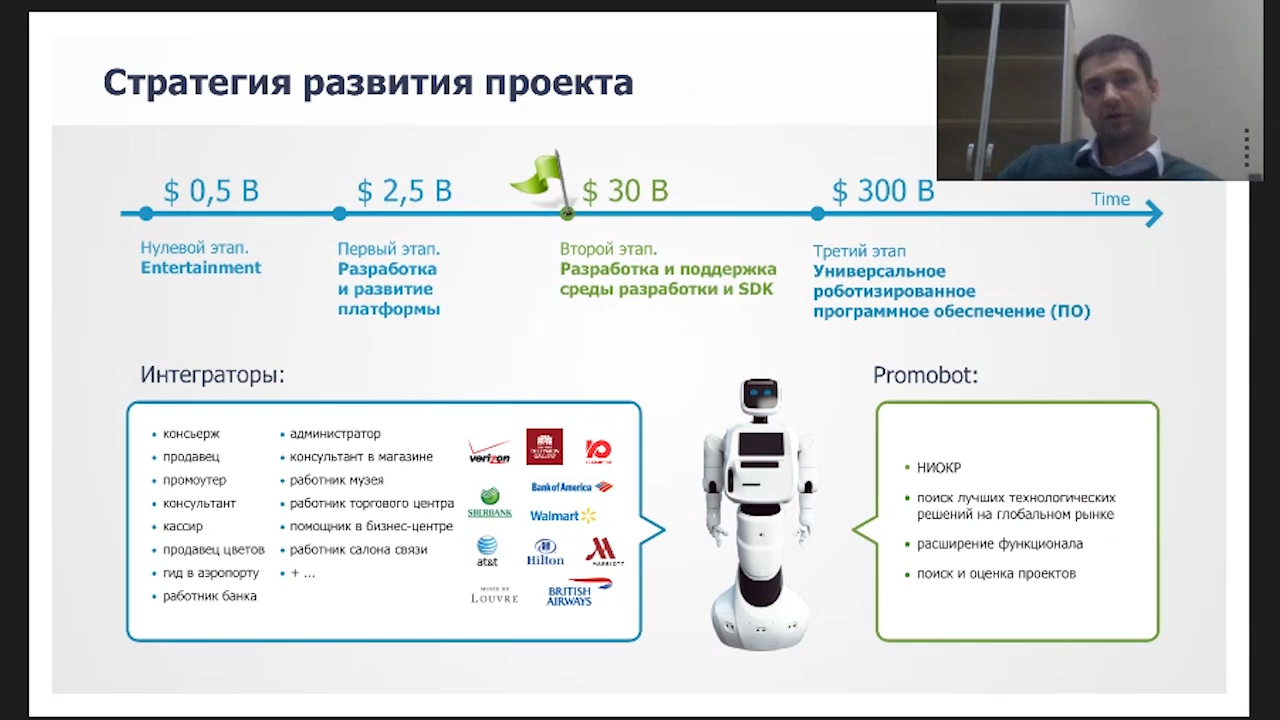 Стратегия развития проекта
$ 0,5 B
$ 2,5 B
$ 30 B
$ 300 B
Time
Нулевой этап.
Entertainment
Первый этап.
Разработка
и развитие
платформы
Второй этап.
Разработка и поддержка
среды разработки и SDK
Третий этап
Универсальное
роботизированное
программное обеспечение (ПО)
Интеграторы:
• консьерж
• продавец
• промоутер
• консультант
• кассир
• продавец цветов
• гид в аэропорту
• работник банка
• администратор
• консультант в магазине
• работник музея
• работник торгового центра
• помощник в бизнес-центре
• работник салона связи
• + ...
verizon
SBERBANK
Bank of America
Walmart
at&t
Hilton
MARRIOTT
LOUVRE
BRITISH
AIRWAYS
Promobot:
• НИОКР
• поиск лучших технологических
решений на глобальном рынке
• расширение функционала
• поиск и оценка проектов